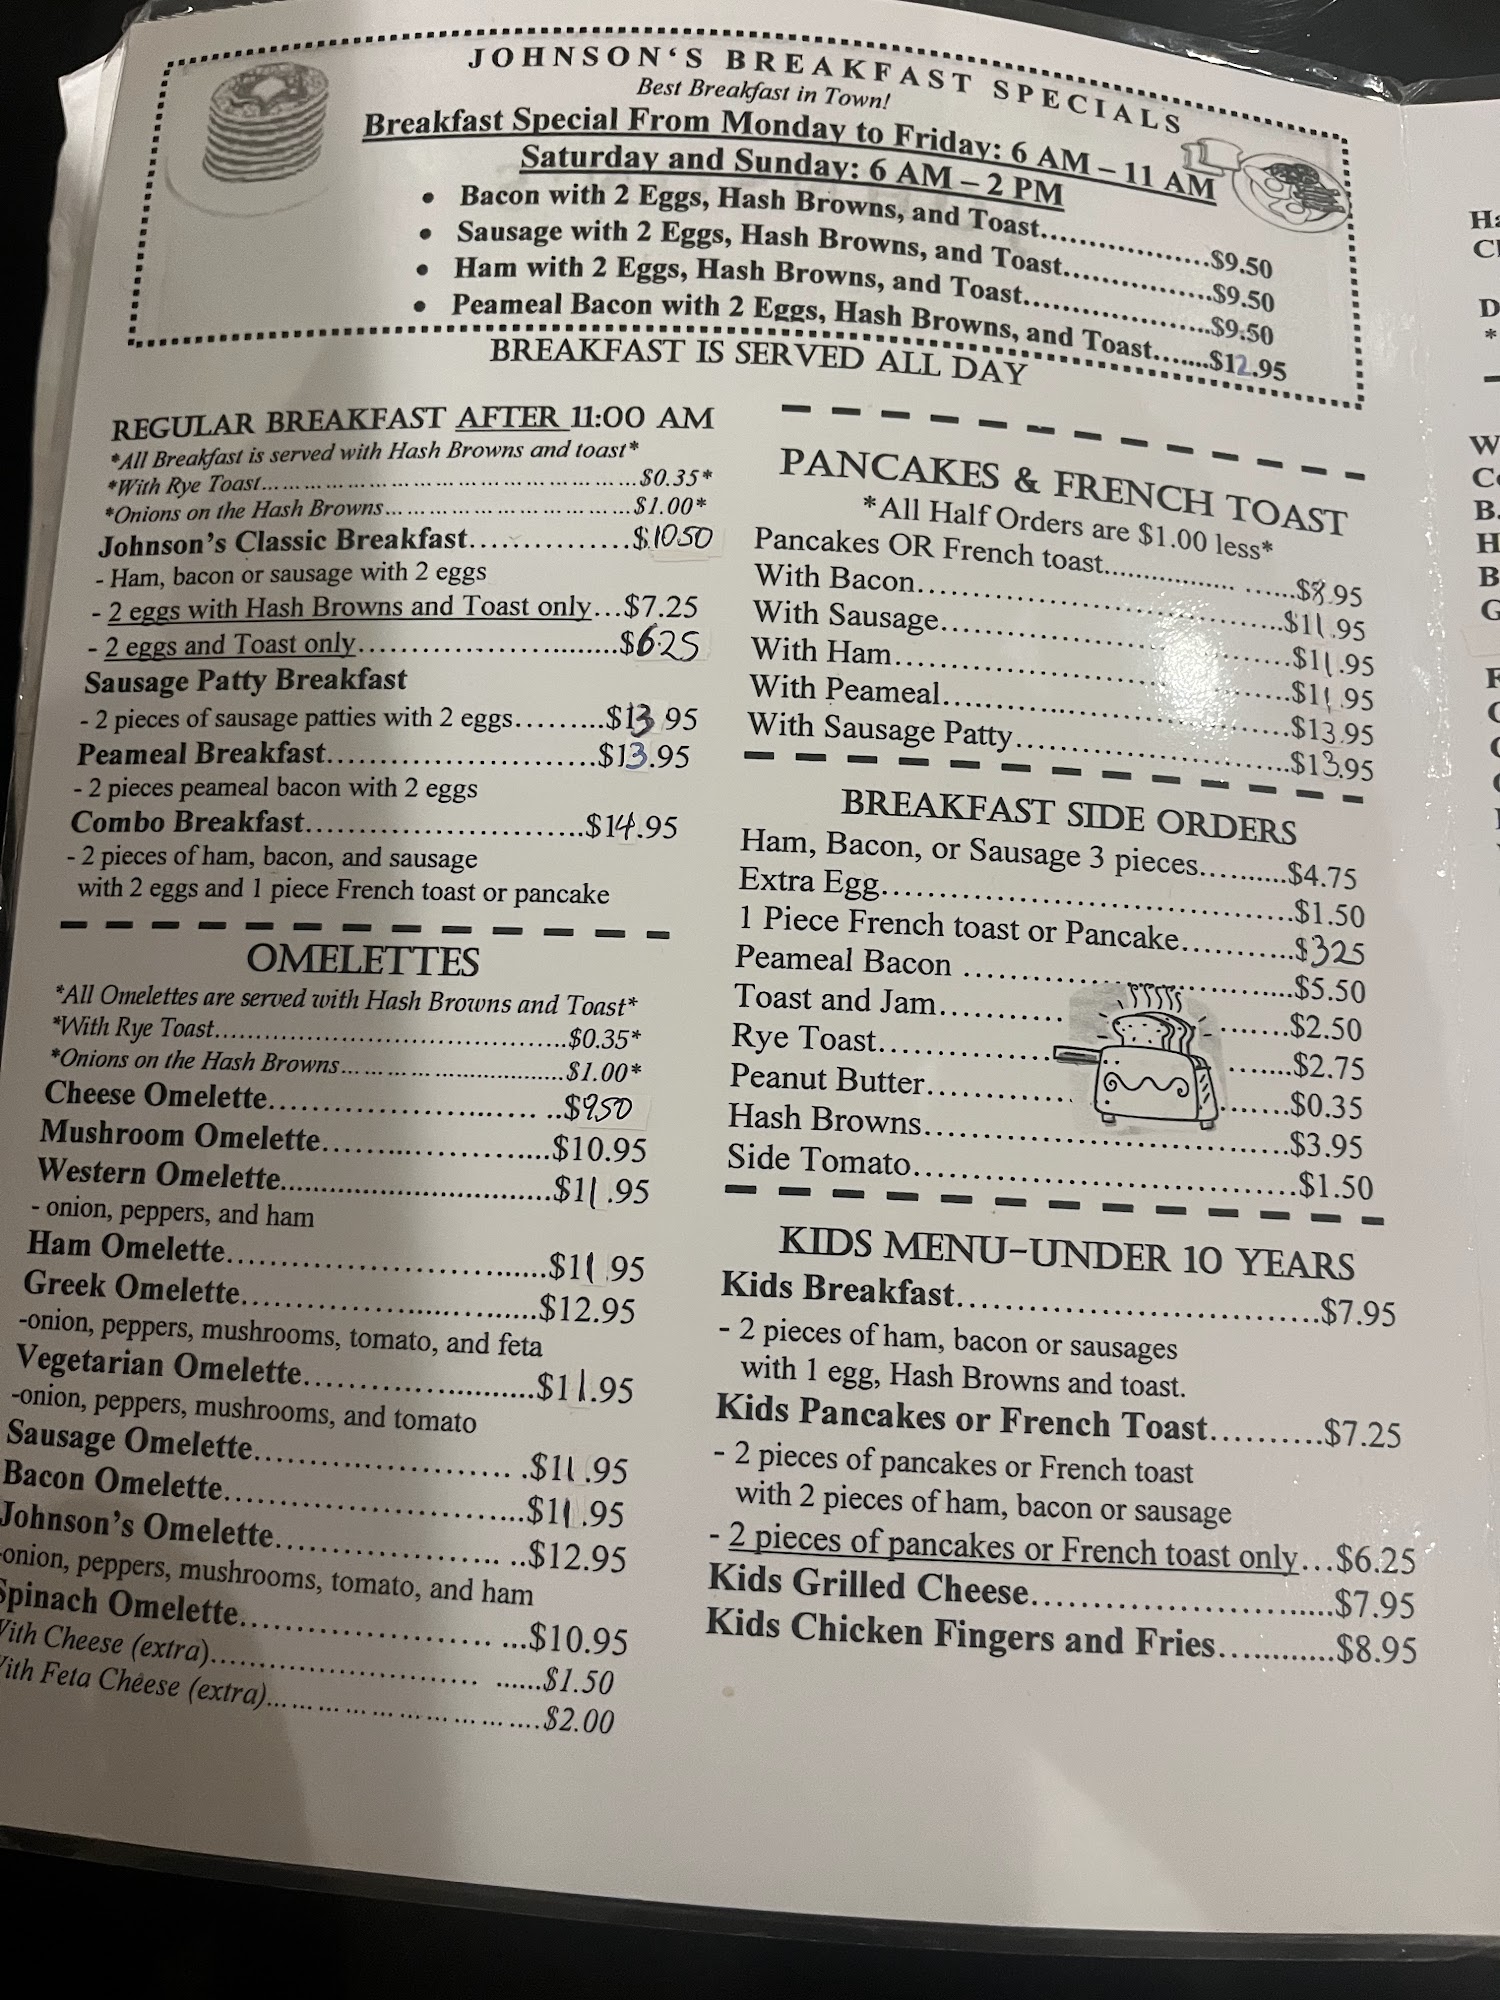 JOHNSON'S BREAKFAST SPECIALS
Best Breakfast in Town!
Breakfast Special From Monday to Friday: 6 AM – 11 AM
Saturday and Sunday: 6 AM – 2 PM
• Bacon with 2 Eggs, Hash Browns, and Toast..................$9.50
• Sausage with 2 Eggs, Hash Browns, and Toast................$9.50
• Ham with 2 Eggs, Hash Browns, and Toast.....................$9.50
• Peameal Bacon with 2 Eggs, Hash Browns, and Toast.......$12.95
BREAKFAST IS SERVED ALL DAY
REGULAR BREAKFAST AFTER 11:00 AM
*All Breakfast is served with Hash Browns and toast*
*With Rye Toast.......................................$0.35*
*Onions on the Hash Browns...........................$1.00*
Johnson's Classic Breakfast..................$1050
- Ham, bacon or sausage with 2 eggs
- 2 eggs with Hash Browns and Toast only...$7.25
- 2 eggs and Toast only............................$6.25
Sausage Patty Breakfast
- 2 pieces of sausage patties with 2 eggs.........$13 95
Peameal Breakfast............................$13.95
- 2 pieces peameal bacon with 2 eggs
Combo Breakfast.............................$14.95
- 2 pieces of ham, bacon, and sausage
with 2 eggs and 1 piece French toast or pancake
OMELETTES
*All Omelettes are served with Hash Browns and Toast*
*With Rye Toast..........................................$0.35*
*Onions on the Hash Browns...........................$1.00*
Cheese Omelette............................. ..$950
Mushroom Omelette.........................$10.95
Western Omelette...............................$11.95
- onion, peppers, and ham
Ham Omelette...................................$11 95
Greek Omelette.................................$12.95
-onion, peppers, mushrooms, tomato, and feta
Vegetarian Omelette..........................$11.95
-onion, peppers, mushrooms, and tomato
Sausage Omelette............................ .$11.95
Bacon Omelette................................$11.95
Johnson's Omelette........................ ..$12.95
onion, peppers, mushrooms, tomato, and ham
Spinach Omelette.......................... ...$10.95
With Cheese (extra)............................. ......$1.50
With Feta Cheese (extra).............................$2.00
PANCAKES & FRENCH TOAST
*All Half Orders are $1.00 less*
Pancakes OR French toast................ ......$8.95
With Bacon.........................................$11.95
With Sausage.......................................$11.95
With Ham...........................................$11.95
With Peameal.......................................$13.95
With Sausage Patty...............................$13.95
BREAKFAST SIDE ORDERS
Ham, Bacon, or Sausage 3 pieces..........$4.75
Extra Egg...........................................$1.50
1 Piece French toast or Pancake............$325
Peameal Bacon ....................................$5.50
Toast and Jam............ .......$2.50
Rye Toast................. .......$2.75
Peanut Butter............. .......$0.35
Hash Browns.......................................$3.95
Side Tomato........................................$1.50
KIDS MENU-UNDER 10 YEARS
Kids Breakfast....................................$7.95
- 2 pieces of ham, bacon or sausages
with 1 egg, Hash Browns and toast.
Kids Pancakes or French Toast..........$7.25
- 2 pieces of pancakes or French toast
with 2 pieces of ham, bacon or sausage
- 2 pieces of pancakes or French toast only...$6.25
Kids Grilled Cheese.............................$7.95
Kids Chicken Fingers and Fries............$8.95